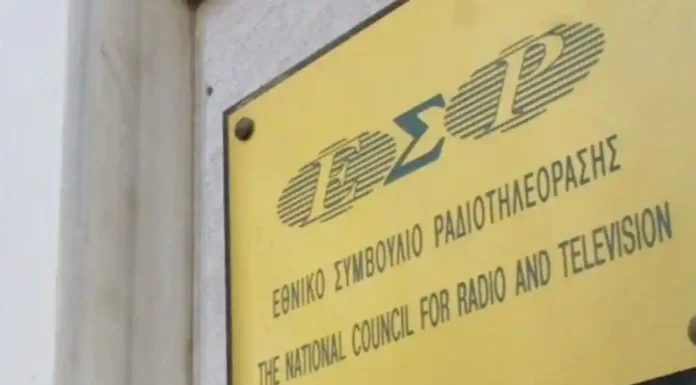 ΕΣΡ
ΕΘΝΙΚΟ ΣΥΜΒΟΥΛΙΟ ΡΑΔΙΟΤΗΛΕΟΡΑΣΗΣ
THE NATIONAL COUNCIL FOR RADIO AND TELEVISION